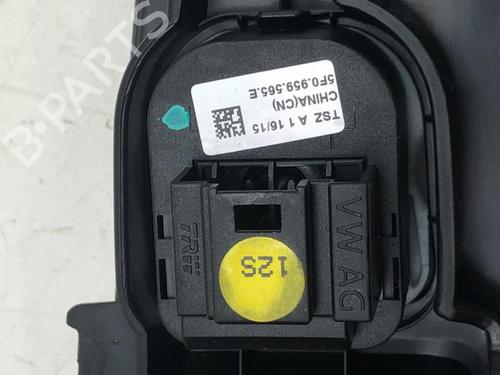 B-PARTS
TSZ A 1 16/15
CHINA(CN)
5F0.959.565.E
TRW
12S
VW AG